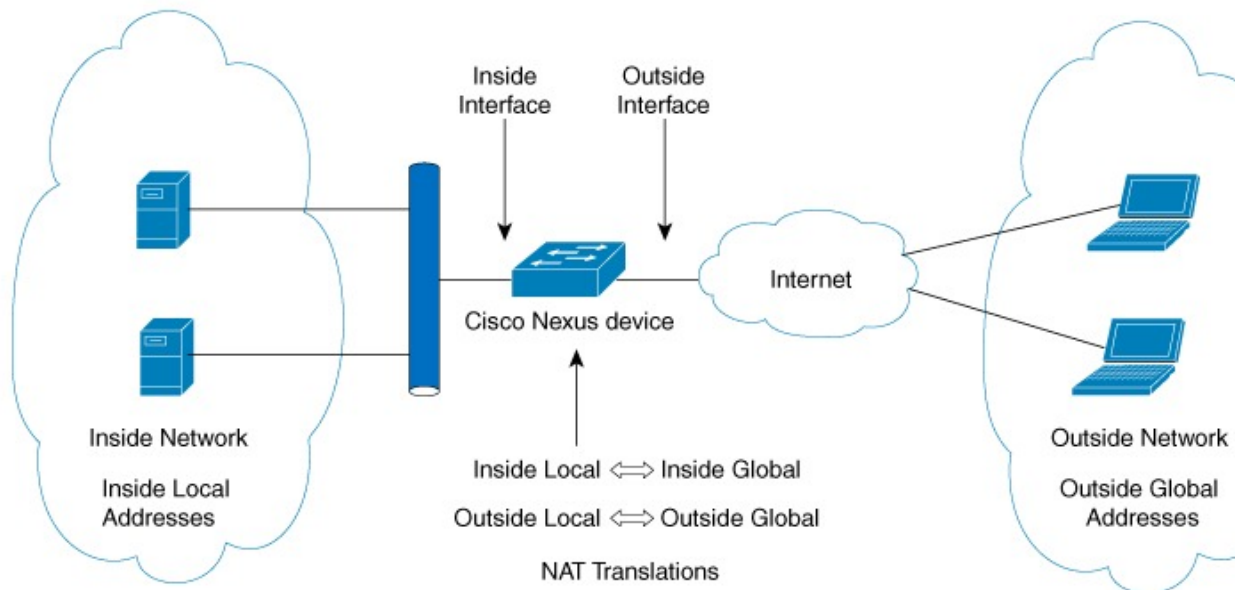 Inside
Interface
Outside
Interface
Internet
Cisco Nexus device
Inside Network
Inside Local
Addresses
Inside Local ⇔ Inside Global
Outside Local ⇔ Outside Global
NAT Translations
Outside Network
Outside Global
Addresses